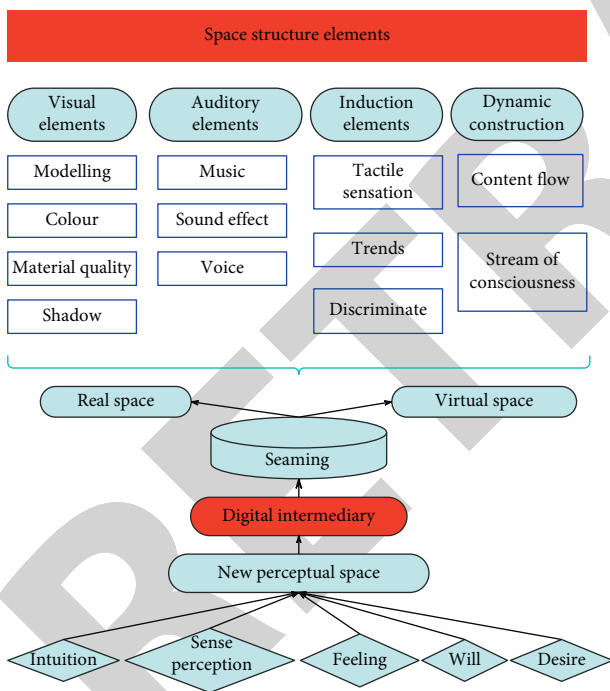 Space structure elements
Visual
elements
Auditory
elements
Induction
elements
Dynamic
construction
Modelling
Colour
Material quality
Shadow
Music
Sound effect
Voice
Tactile
sensation
Trends
Discriminate
Content flow
Stream of
consciousness
Real space
Virtual space
Seaming
Digital intermediary
New perceptual space
Intuition
Sense
perception
Feeling
Will
Desire